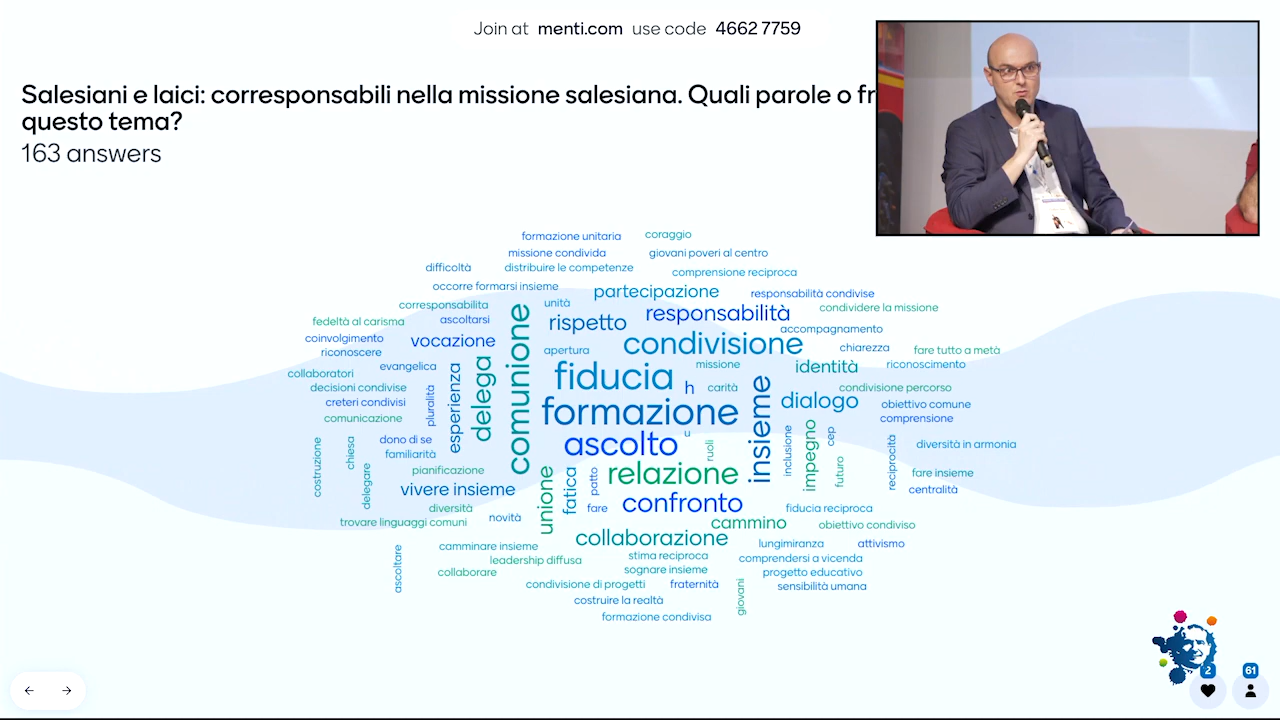 Join at menti.com use code 4662 7759
Salesiani e laici: corresponsabili nella missione salesiana. Quali parole o fr
questo tema?
163 answers
formazione unitaria
coraggio
missione condivida
giovani poveri al centro
difficoltà
distribuire le competenze
comprensione reciproca
occorre formarsi insieme
partecipazione
responsabilità condivise
corresponsabilita
unità
responsabilità
condividere la missione
fedeltà al carisma
ascoltarsi
rispetto
accompagnamento
coinvolgimento
vocazione
comunione
condivisione
chiarezza
fare tutto a metà
riconoscere
apertura
evangelica
delega
fiducia
missione
identità
riconoscimento
collaboratori
decisioni condivise
pluralità
esperienza
h
carità
insieme
condivisione percorso
creteri condivisi
formazione
dialogo
obiettivo comune
comunicazione
comprensione
costruzione
chiesa
dono di se
ascolto
u
ruoli
inclusione
impegno
cep
reciprocità
diversità in armonia
familiarità
delegare
pianificazione
relazione
futuro
fare insieme
vivere insieme
unione
fatica
patto
centralità
diversità
novità
fare
confronto
fiducia reciproca
trovare linguaggi comuni
cammino
obiettivo condiviso
collaborazione
ascoltare
camminare insieme
stima reciproca
lungimiranza
attivismo
leadership diffusa
sognare insieme
comprendersi a vicenda
collaborare
condivisione di progetti
fraternità
giovani
progetto educativo
sensibilità umana
costruire la realtà
formazione condivisa
2
61